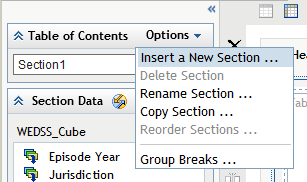 Table of Contents Options
Section1
Insert a New Section ...
Delete Section
Rename Section ...
Copy Section ...
Reorder Sections ...
Group Breaks ...
Section Data
WEDSS_Cube
Episode Year
Jurisdiction